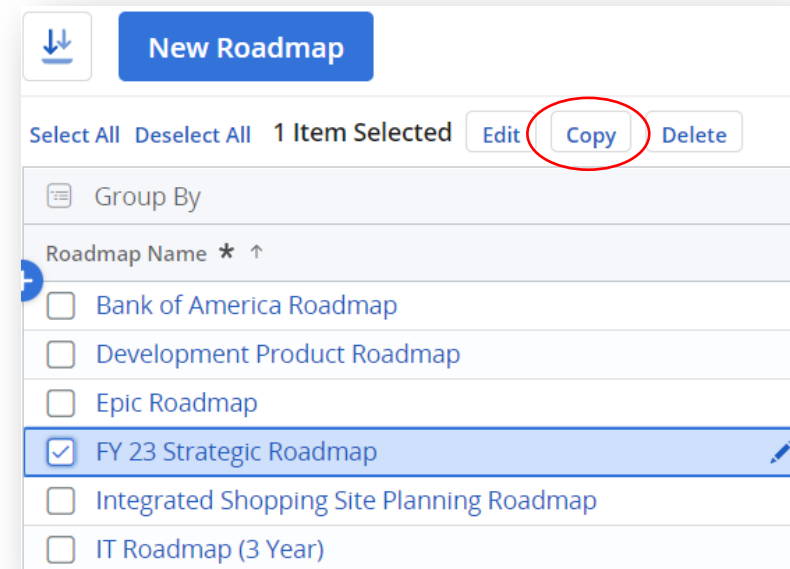 New Roadmap
Select All Deselect All 1 Item Selected Edit Copy Delete
Group By
Roadmap Name * ↑
Bank of America Roadmap
Development Product Roadmap
Epic Roadmap
FY 23 Strategic Roadmap
Integrated Shopping Site Planning Roadmap
IT Roadmap (3 Year)